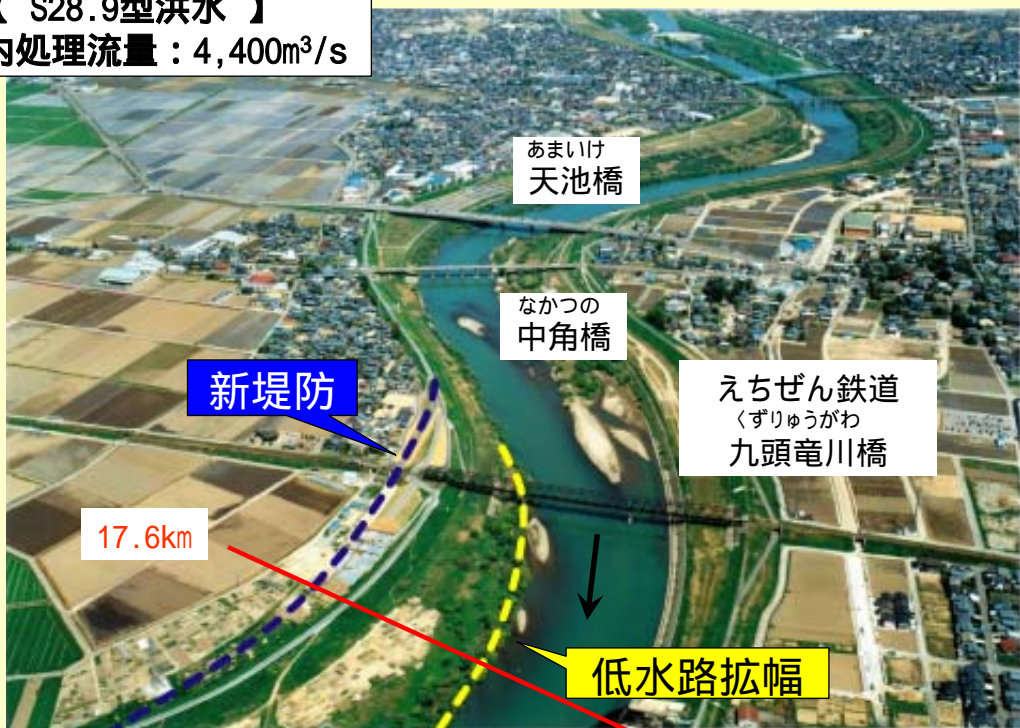 【 S28.9型洪水 】
内処理流量：4,400m³/s
あまいけ
天池橋
なかつの
中角橋
新堤防
えちぜん鉄道
くずりゅうがわ
九頭竜川橋
17.6km
低水路拡幅